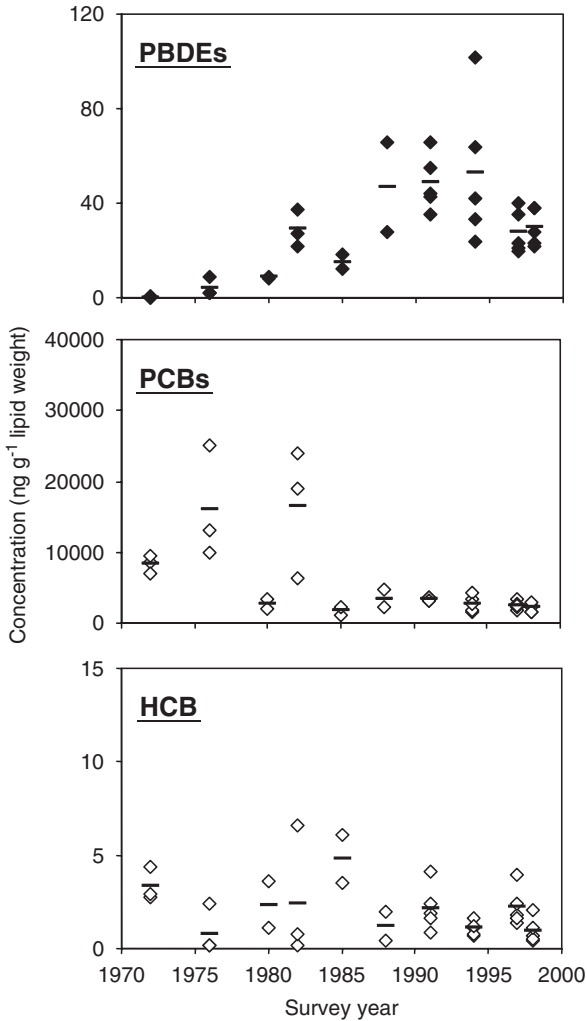 120
PBDEs
80
40
0
Concentration (ng g-1 lipid weight)
40000
PCBs
30000
20000
10000
0
15
HCB
10
5
0
1970 1975 1980 1985 1990 1995 2000
Survey year